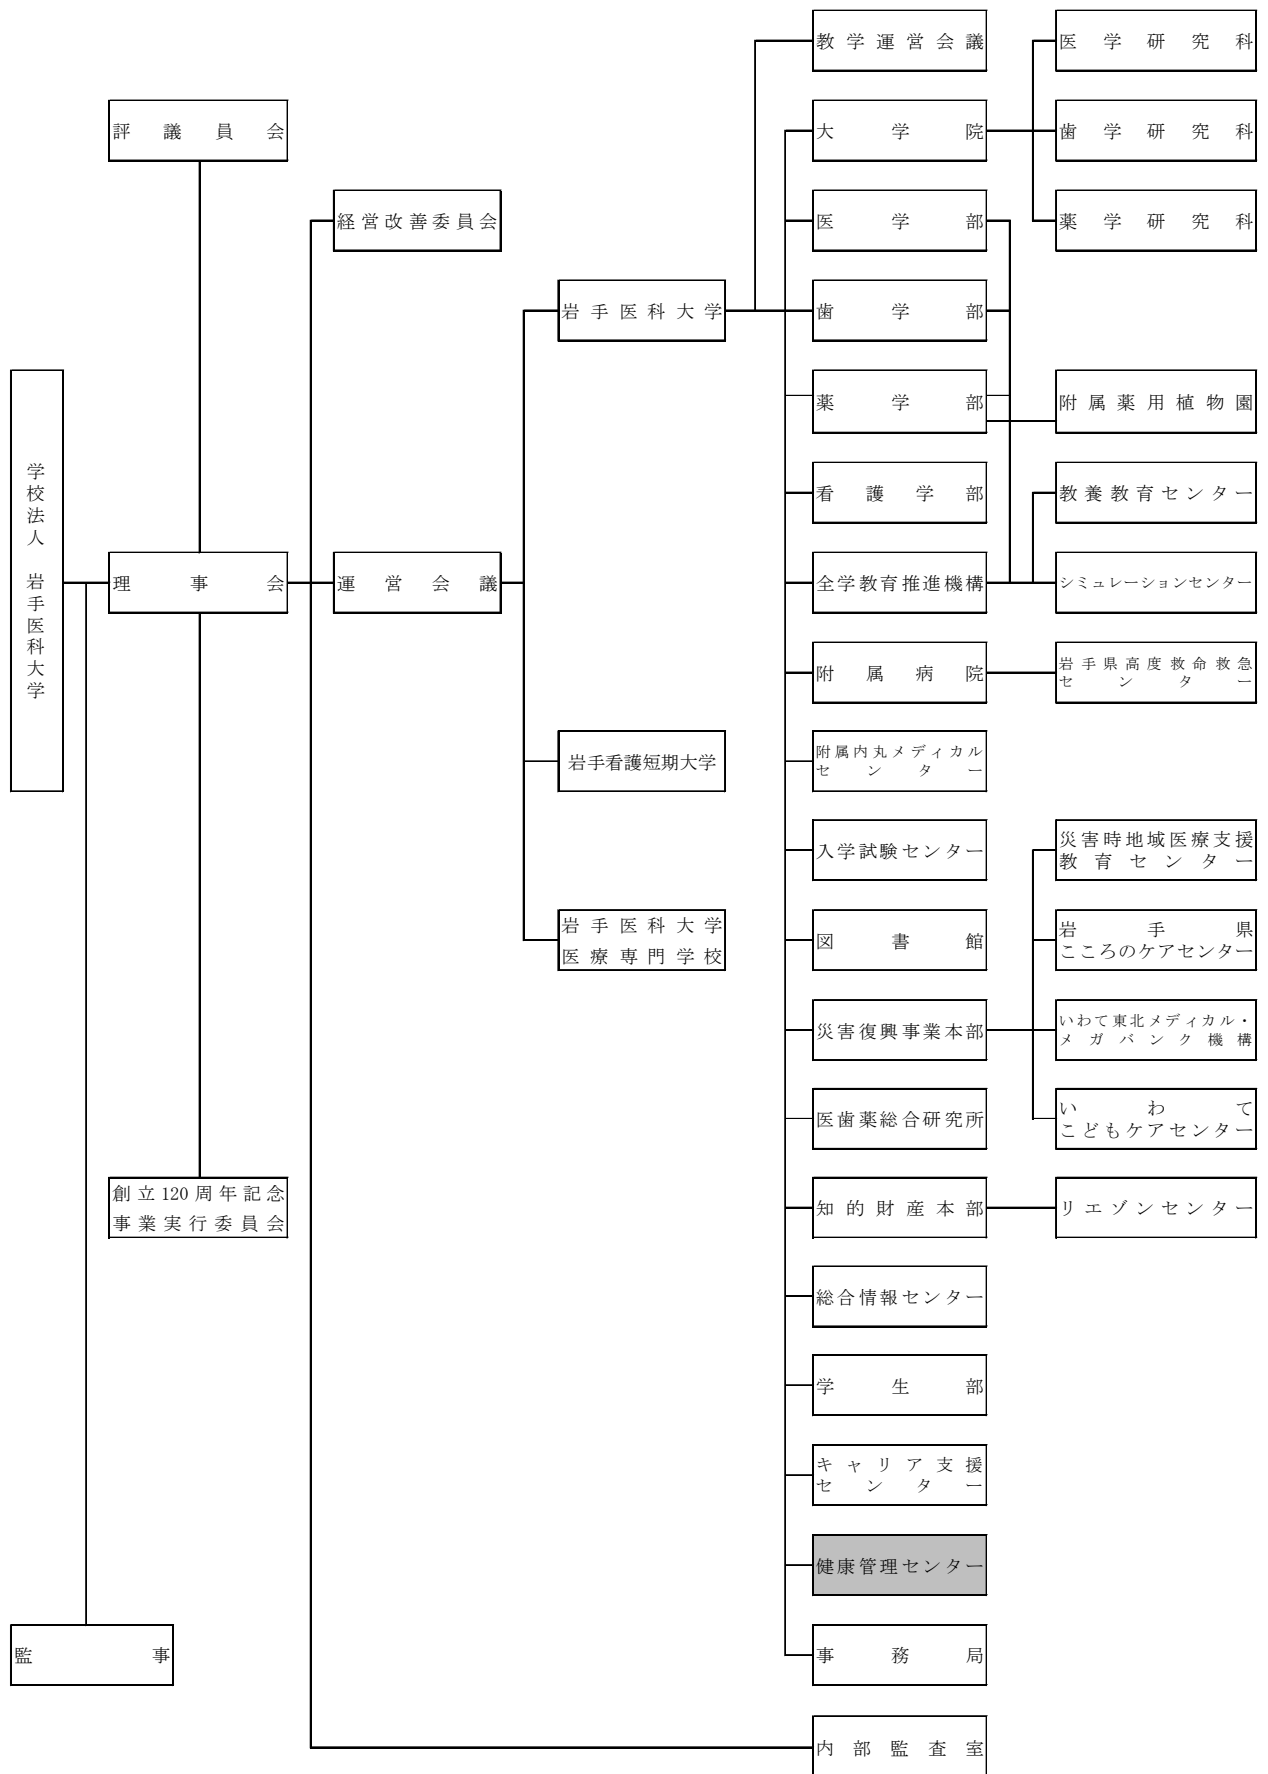 教学運営会議
医学研究科
評議員会
大学院
歯学研究科
経営改善委員会
医学部
薬学研究科
岩手医科大学
歯学部
学校法人 岩手医科大学
薬学部
附属薬用植物園
看護学部
教養教育センター
理事会
運営会議
全学教育推進機構
シミュレーションセンター
附属病院
岩手県高度救命救急
センター
岩手看護短期大学
附属内丸メディカル
センター
入学試験センター
災害時地域医療支援
教育センター
岩手医科大学
医療専門学校
図書館
岩手県
こころのケアセンター
災害復興事業本部
いわて東北メディカル・
メガバンク機構
医歯薬総合研究所
いわて
こどもケアセンター
創立120周年記念
事業実行委員会
知的財産本部
リエゾンセンター
総合情報センター
学生部
キャリア支援
センター
健康管理センター
監事
事務局
内部監査室